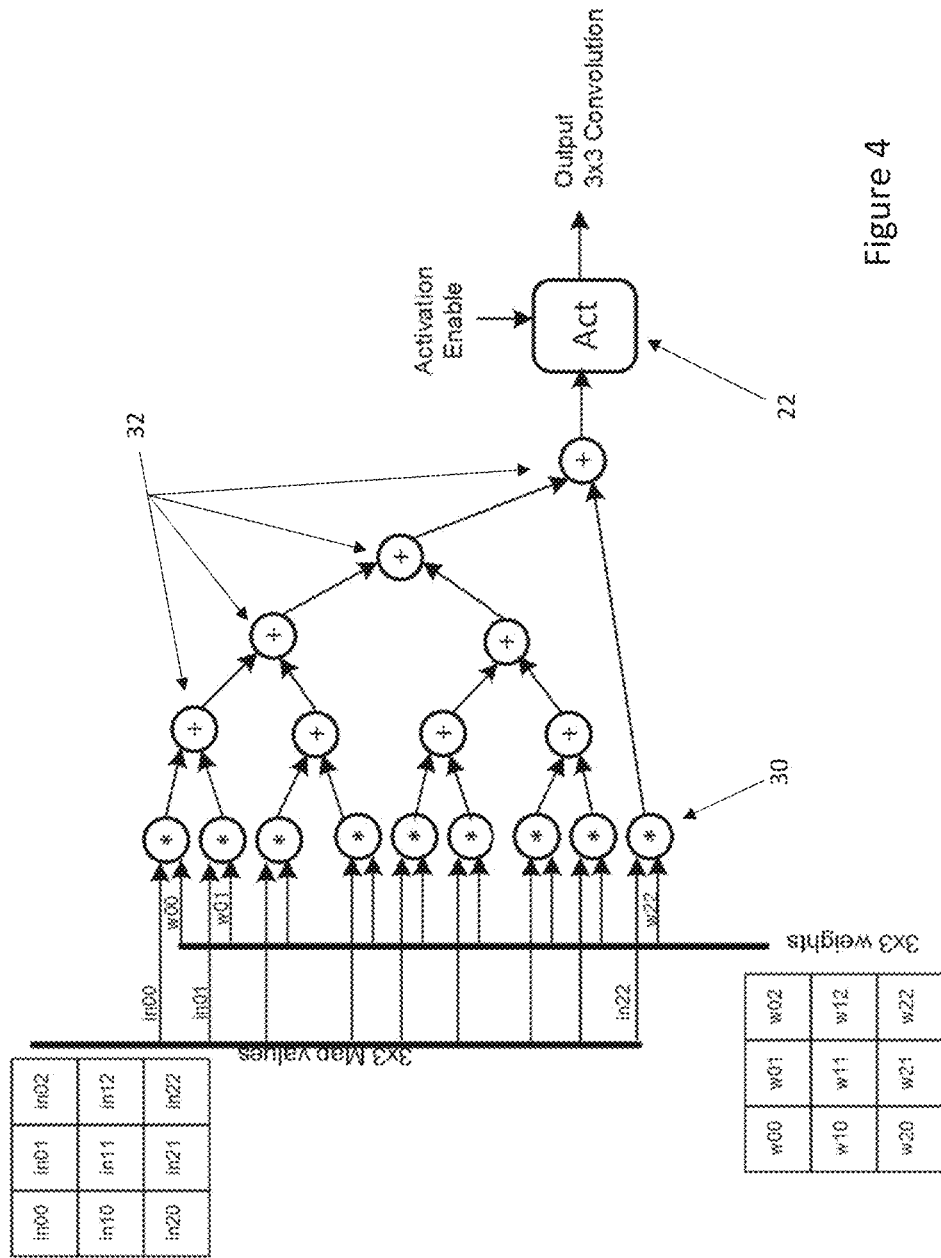 in00 in01 in02
in10 in11 in12
in20 in21 in22
3x3 Map values
in00
in01
in22
w00
w01
w22
3x3 weights
w00 w01 w02
w10 w11 w12
w20 w21 w22
*
*
*
*
*
*
*
*
*
30
+
+
+
+
+
+
+
+
32
Activation
Enable
Act
22
Output
3x3 Convolution
Figure 4